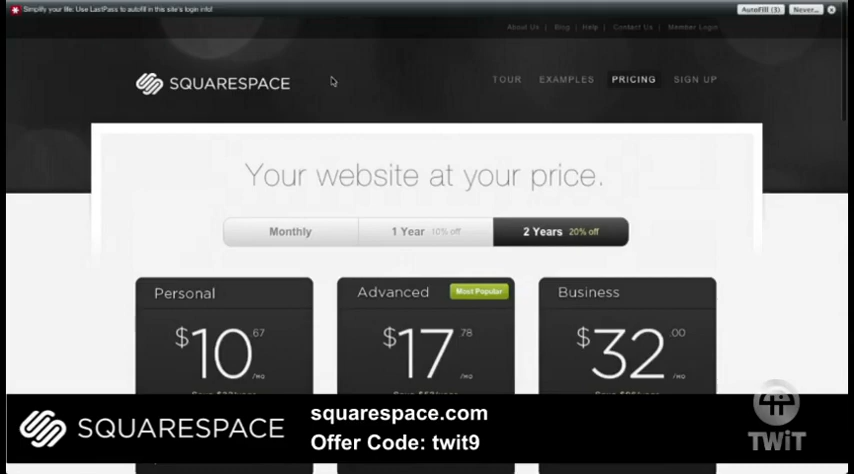 Simplify your life: Use LastPass to autofill in this site's login info!
AutoFill (3) Never...
About Us | Blog | Help | Contact Us | Member Login
SQUARESPACE
TOUR EXAMPLES PRICING SIGN UP
Your website at your price.
Monthly 1 Year 10% off 2 Years 20% off
Personal Advanced Most Popular Business
$10.67 /MO $17.78 /MO $32.00 /MO
SQUARESPACE
squarespace.com
Offer Code: twit9
TWiT